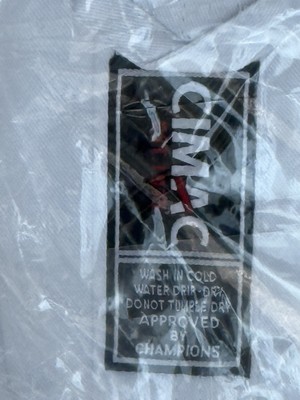 CIMAC
WASH IN COLD
WATER DRIP-DRY
DO NOT TUMBLE DRY
APPROVED
BY
CHAMPIONS